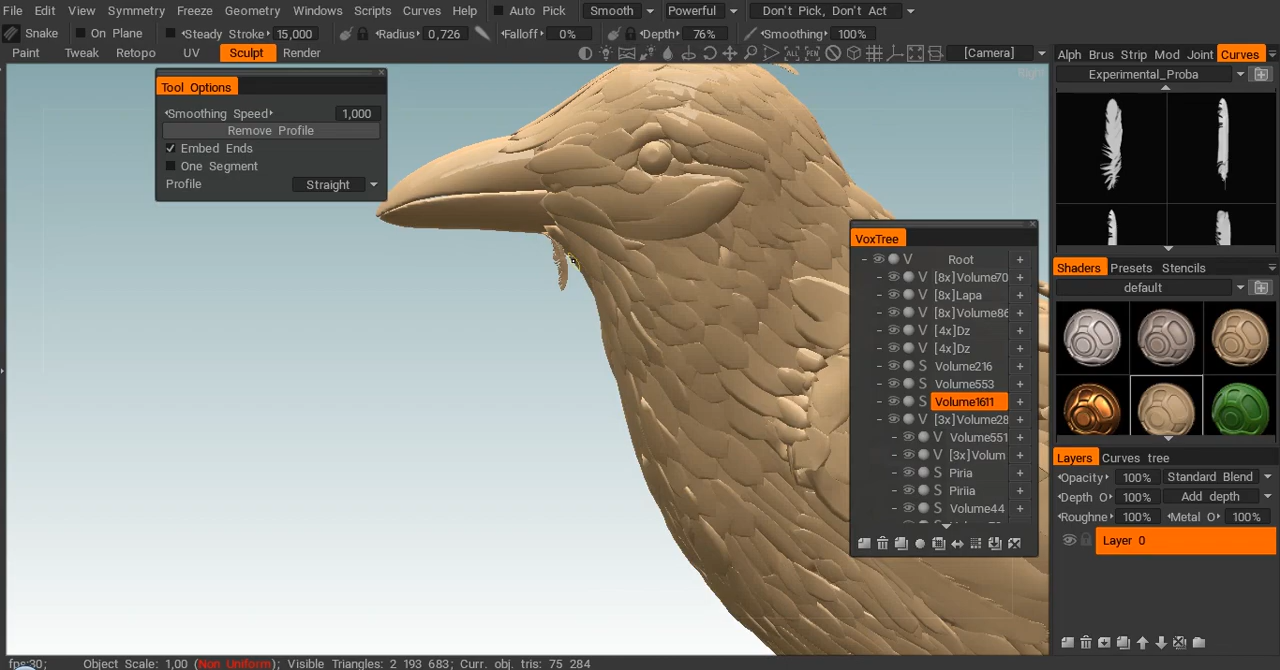 File Edit View Symmetry Freeze Geometry Windows Scripts Curves Help Auto Pick Smooth Powerful Don't Pick, Don't Act
Snake On Plane Steady Stroke 15,000 Radius 0,726 Falloff 0% Depth 76% Smoothing 100%
Paint Tweak Retopo UV Sculpt Render [Camera] Alph Brus Strip Mod Joint Curves
Right
Experimental_Proba
Tool Options
Smoothing Speed 1,000
Remove Profile
Embed Ends
One Segment
Profile Straight
VoxTree
V Root +
V [8x]Volume70 +
V [8x]Lapa +
V [8x]Volume86 +
V [4x]Dz +
V [4x]Dz +
S Volume216 +
S Volume553 +
S Volume1611 +
V [3x]Volume28 +
V Volume551 +
V [3x]Volum +
S Piria +
S Piriia +
S Volume44 +
Shaders Presets Stencils
default
Layers Curves tree
Opacity 100% Standard Blend
Depth O 100% Add depth
Roughne 100% Metal O 100%
Layer 0
fps:30; Object Scale: 1,00 (Non Uniform); Visible Triangles: 2 193 683; Curr. obj. tris: 75 284